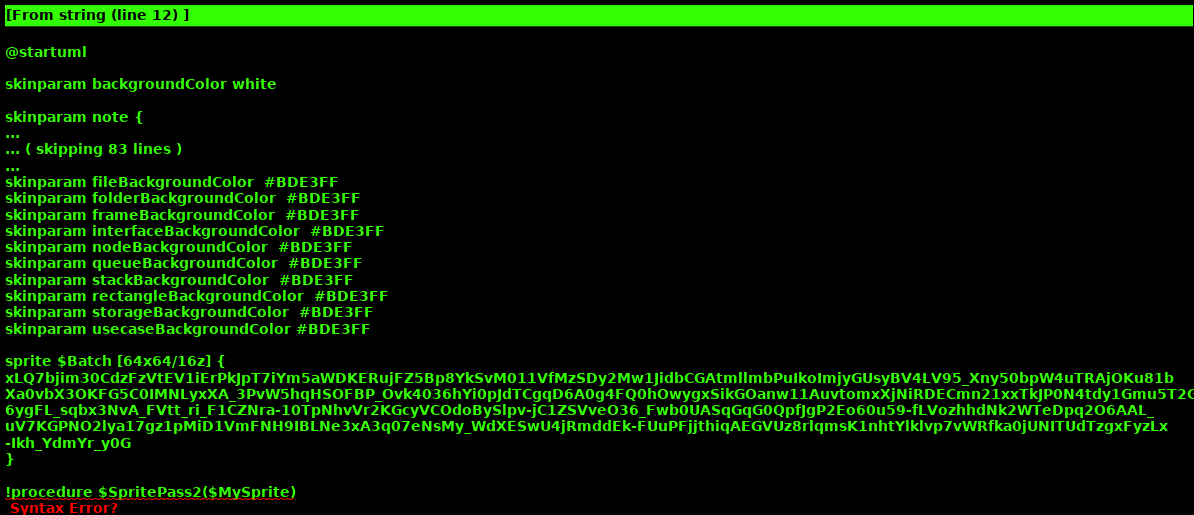 [From string (line 12) ]
@startuml
skinparam backgroundColor white
skinparam note {
...
... ( skipping 83 lines )
...
skinparam fileBackgroundColor  #BDE3FF
skinparam folderBackgroundColor  #BDE3FF
skinparam frameBackgroundColor  #BDE3FF
skinparam interfaceBackgroundColor  #BDE3FF
skinparam nodeBackgroundColor  #BDE3FF
skinparam queueBackgroundColor  #BDE3FF
skinparam stackBackgroundColor  #BDE3FF
skinparam rectangleBackgroundColor  #BDE3FF
skinparam storageBackgroundColor  #BDE3FF
skinparam usecaseBackgroundColor #BDE3FF
sprite $Batch [64x64/16z] {
xLQ7bjim30CdzFzVtEV1iErPkJpT7iYm5aWDKERujFZ5Bp8YkSvM011VfMzSDy2Mw1JidbCGAtmllmbPuIkoImjyGUsyBV4LV95_Xny50bpW4uTRAjOKu81b
Xa0vbX3OKFG5C0IMNLyxXA_3PvW5hqHSOFBP_Ovk4036hYi0pJdTCgqD6A0g4FQ0hOwygxSikGOanw11AuvtomxXjNiRDECmn21xxTkJP0N4tdy1Gmu5T2G
6ygFL_sqbx3NvA_FVtt_ri_F1CZNra-10TpNhvVr2KGcyVCOdoBySlpv-jC1ZSVveO36_Fwb0UASqGqG0QpfJgP2Eo60u59-fLVozhhdNk2WTeDpq2O6AAL_
uV7KGPNO2lya17gz1pMiD1VmFNH9IBLNe3xA3q07eNsMy_WdXESwU4jRmddEk-FUuPFjjthiqAEGVUz8rlqmsK1nhtYlklvp7vWRfka0jUNITUdTzgxFyzLx
-Ikh_YdmYr_y0G
}
!procedure $SpritePass2($MySprite)
Syntax Error?